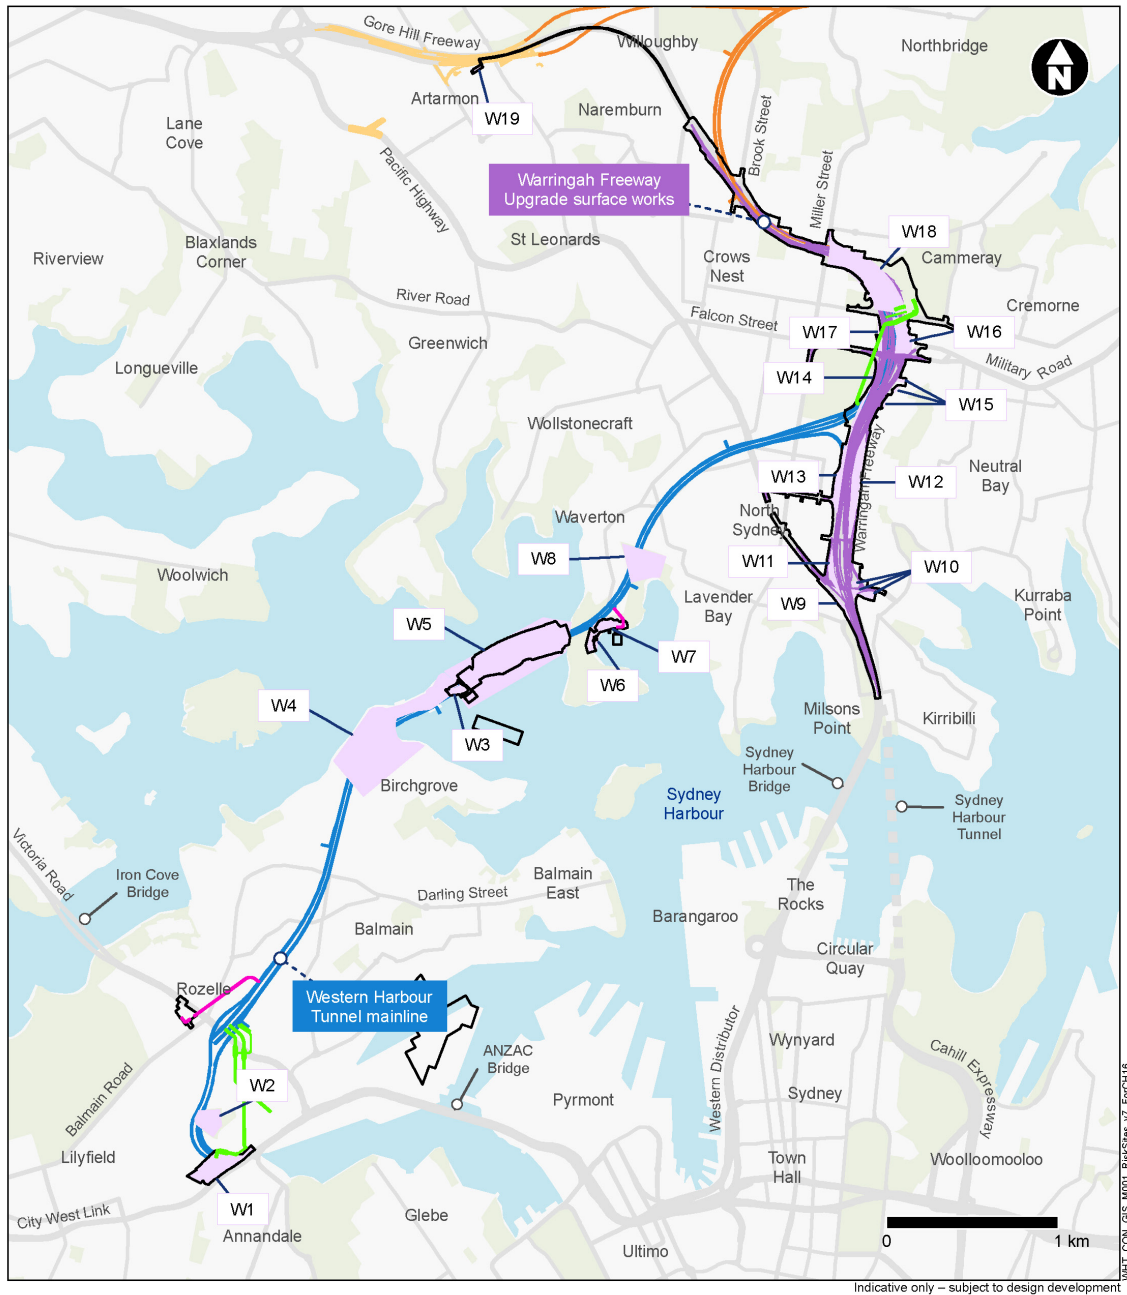 Gore Hill Freeway
Willoughby
Northbridge
N
Artarmon
W19
Naremburn
Lane
Cove
Brook Street
Pacific Highway
Miller Street
Warringah Freeway
Upgrade surface works
W18
St Leonards
Blaxlands
Corner
Riverview
Crows
Nest
Cammeray
River Road
Cremorne
Falcon Street
W17
W16
Greenwich
Longueville
Military Road
W14
W15
Wollstonecraft
Warringah Freeway
W13
W12
Neutral
Bay
Waverton
North
Sydney
W8
W11
W10
Woolwich
Lavender
Bay
W9
Kurraba
Point
W5
W7
W6
W4
W3
Milsons
Point
Kirribilli
Sydney
Harbour
Bridge
Birchgrove
Sydney
Harbour
Sydney
Harbour
Tunnel
Victoria Road
Iron Cove
Bridge
Darling Street
Balmain
East
The
Rocks
Barangaroo
Balmain
Circular
Quay
Rozelle
Western Harbour
Tunnel mainline
Western Distributor
Wynyard
ANZAC
Bridge
Cahill Expressway
W2
Balmain Road
Pyrmont
Sydney
Lilyfield
Town
Hall
Woolloomooloo
W1
City West Link
Annandale
Glebe
Ultimo
0
1 km
WHT_CON_GIS_M001_RiskSites_v7_ForCH16
Indicative only – subject to design development